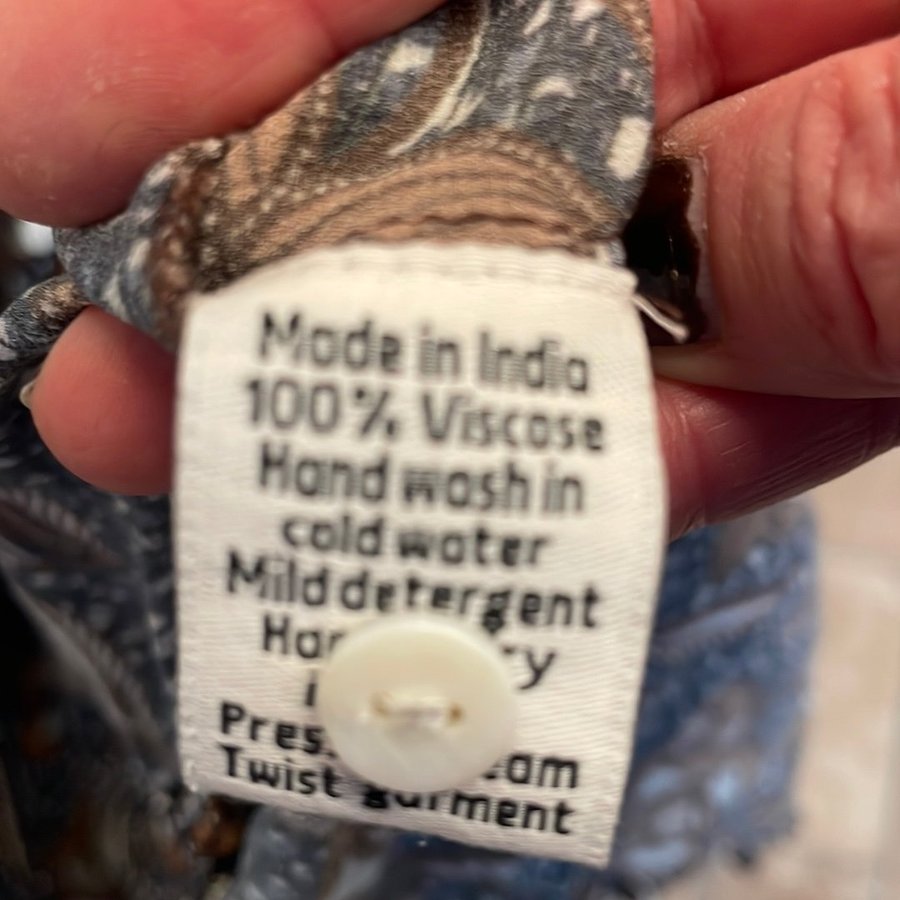 Made in India
100% Viscose
Hand wash in
cold water
Mild detergent
Twist garment